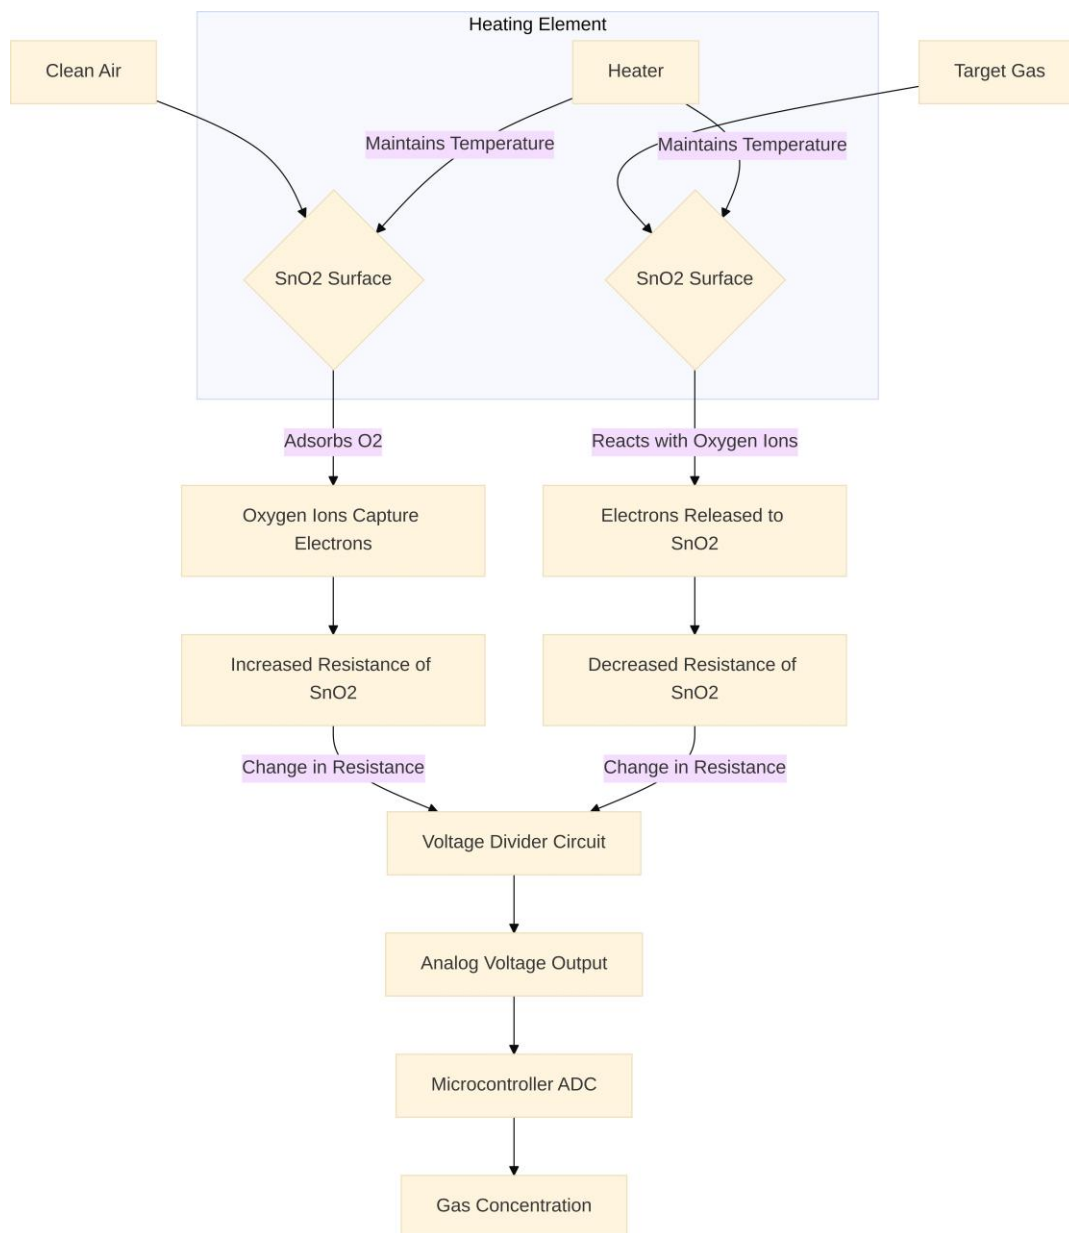 Heating Element
Clean Air
Heater
Target Gas
Maintains Temperature
Maintains Temperature
SnO2 Surface
SnO2 Surface
Adsorbs O2
Reacts with Oxygen Ions
Oxygen Ions Capture
Electrons
Electrons Released to
SnO2
Increased Resistance of
SnO2
Decreased Resistance of
SnO2
Change in Resistance
Change in Resistance
Voltage Divider Circuit
Analog Voltage Output
Microcontroller ADC
Gas Concentration